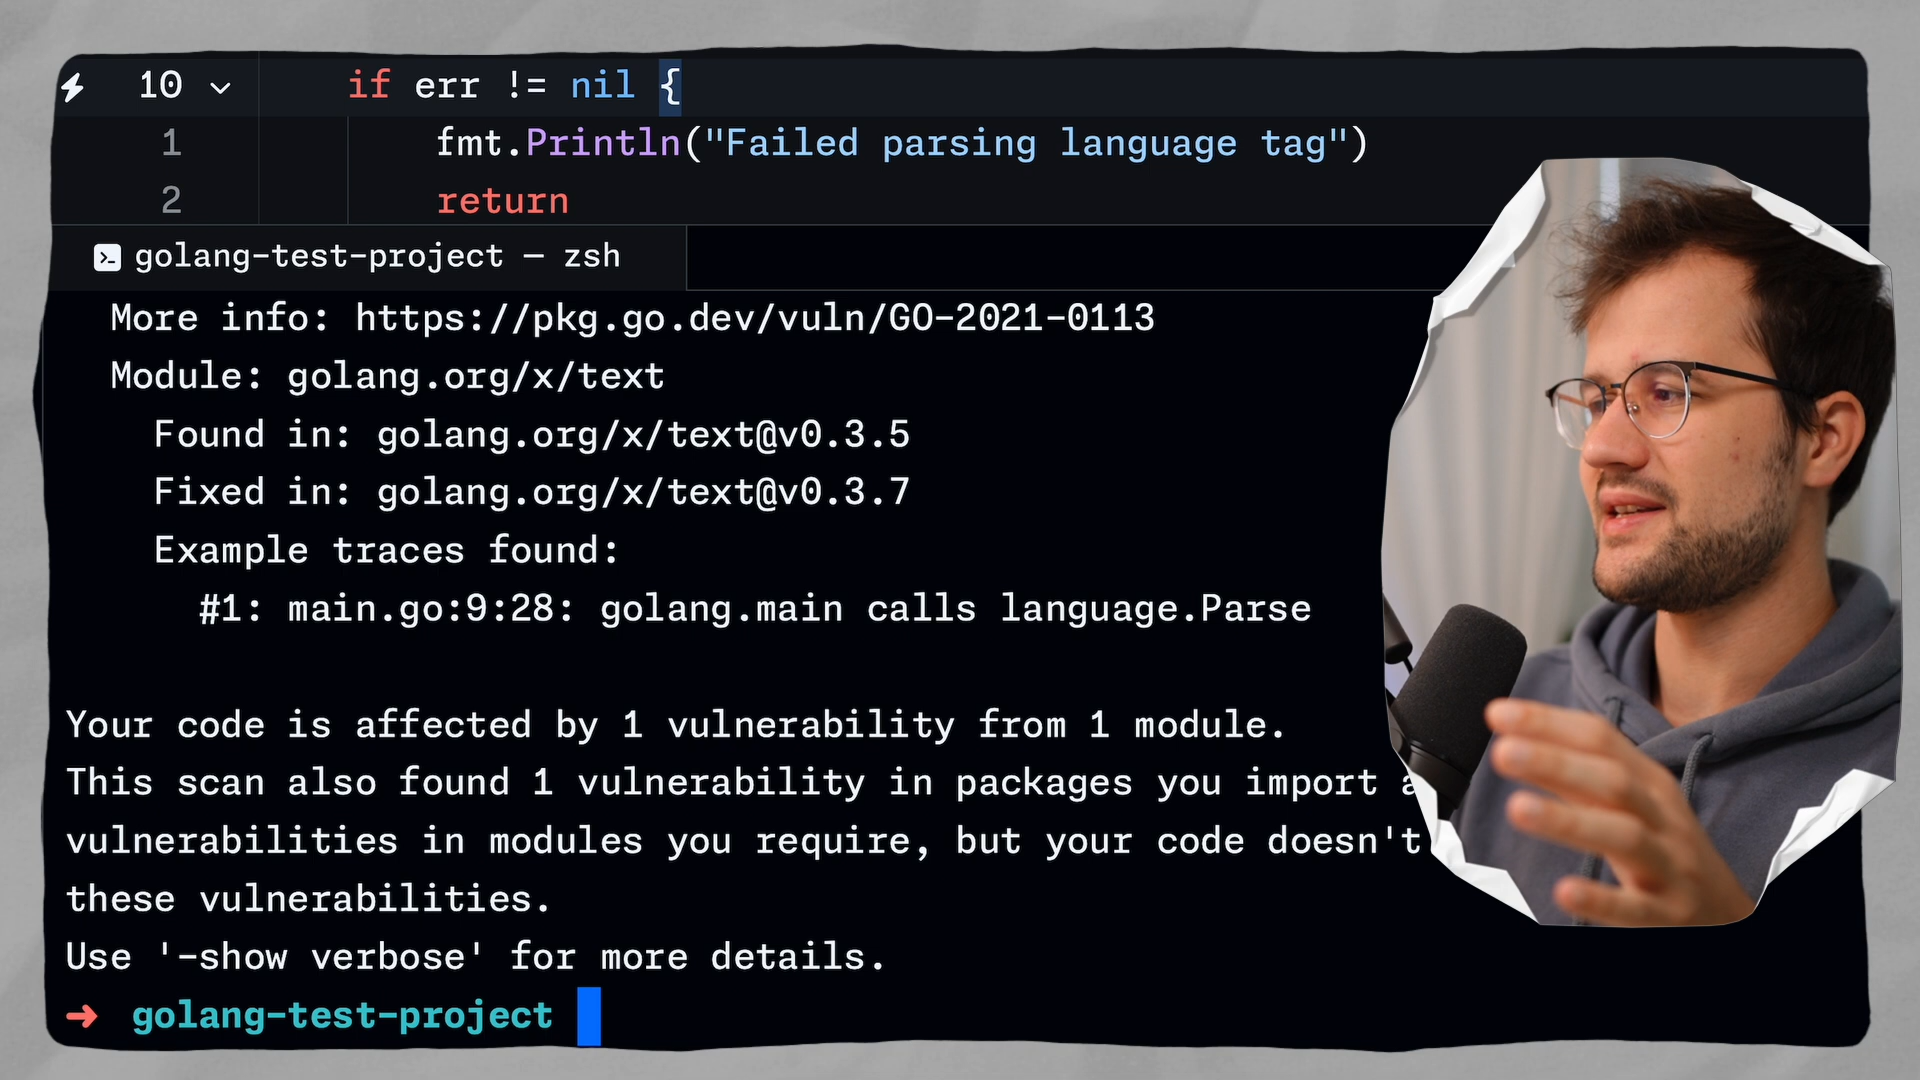 10 if err != nil {
1 fmt.Println("Failed parsing language tag")
2 return
golang-test-project — zsh
More info: https://pkg.go.dev/vuln/GO-2021-0113
Module: golang.org/x/text
Found in: golang.org/x/text@v0.3.5
Fixed in: golang.org/x/text@v0.3.7
Example traces found:
#1: main.go:9:28: golang.main calls language.Parse
Your code is affected by 1 vulnerability from 1 module.
This scan also found 1 vulnerability in packages you import
vulnerabilities in modules you require, but your code doesn't
these vulnerabilities.
Use '-show verbose' for more details.
➜ golang-test-project